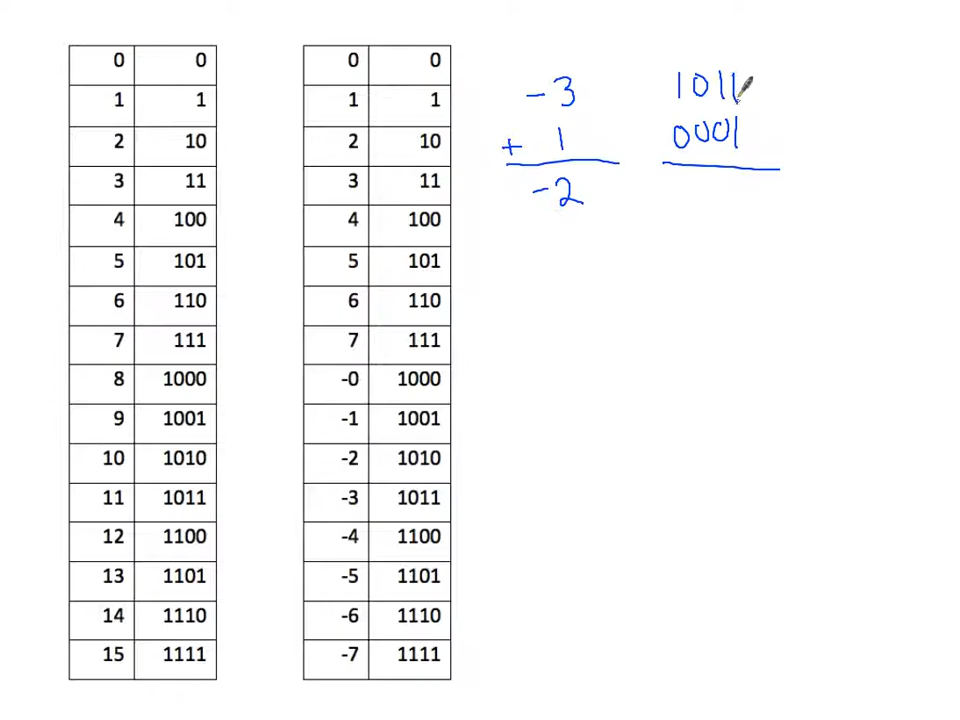 0 0 0 0
1 1 1 1 - 3 1011
2 10 2 10 + 1 0001
3 11 3 11 -2
4 100 4 100
5 101 5 101
6 110 6 110
7 111 7 111
8 1000 -0 1000
9 1001 -1 1001
10 1010 -2 1010
11 1011 -3 1011
12 1100 -4 1100
13 1101 -5 1101
14 1110 -6 1110
15 1111 -7 1111